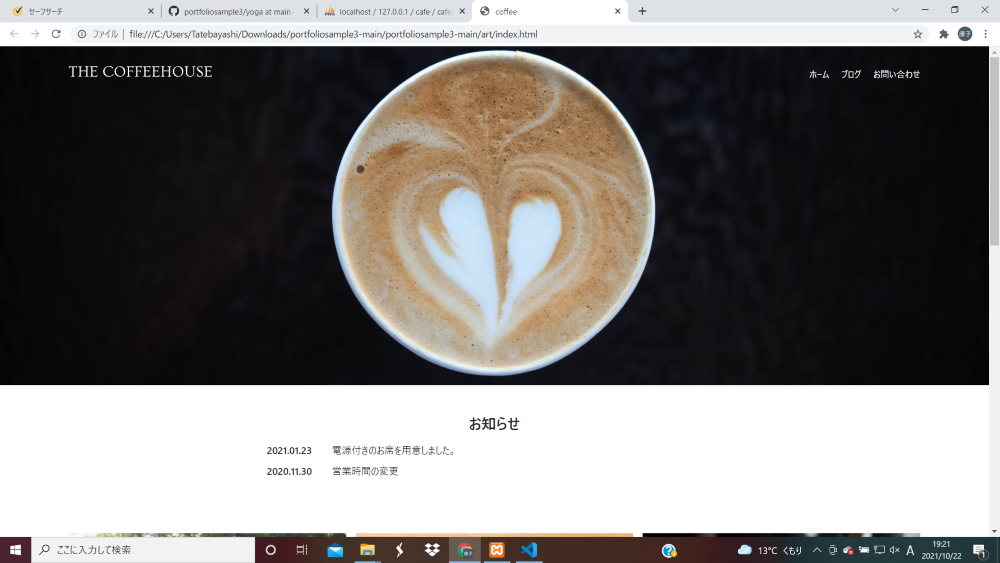 セーフサーチ
portfoliosample3/yoga at main
localhost / 127.0.0.1 / cafe / cafe
coffee
ファイル | file:///C:/Users/Tatebayashi/Downloads/portfoliosample3-main/portfoliosample3-main/art/index.html
康子
THE COFFEEHOUSE
ホーム ブログ お問い合わせ
お知らせ
2021.01.23 電源付きのお席を用意しました。
2020.11.30 営業時間の変更
ここに入力して検索
13°C くもり
A
19:21
2021/10/22
1